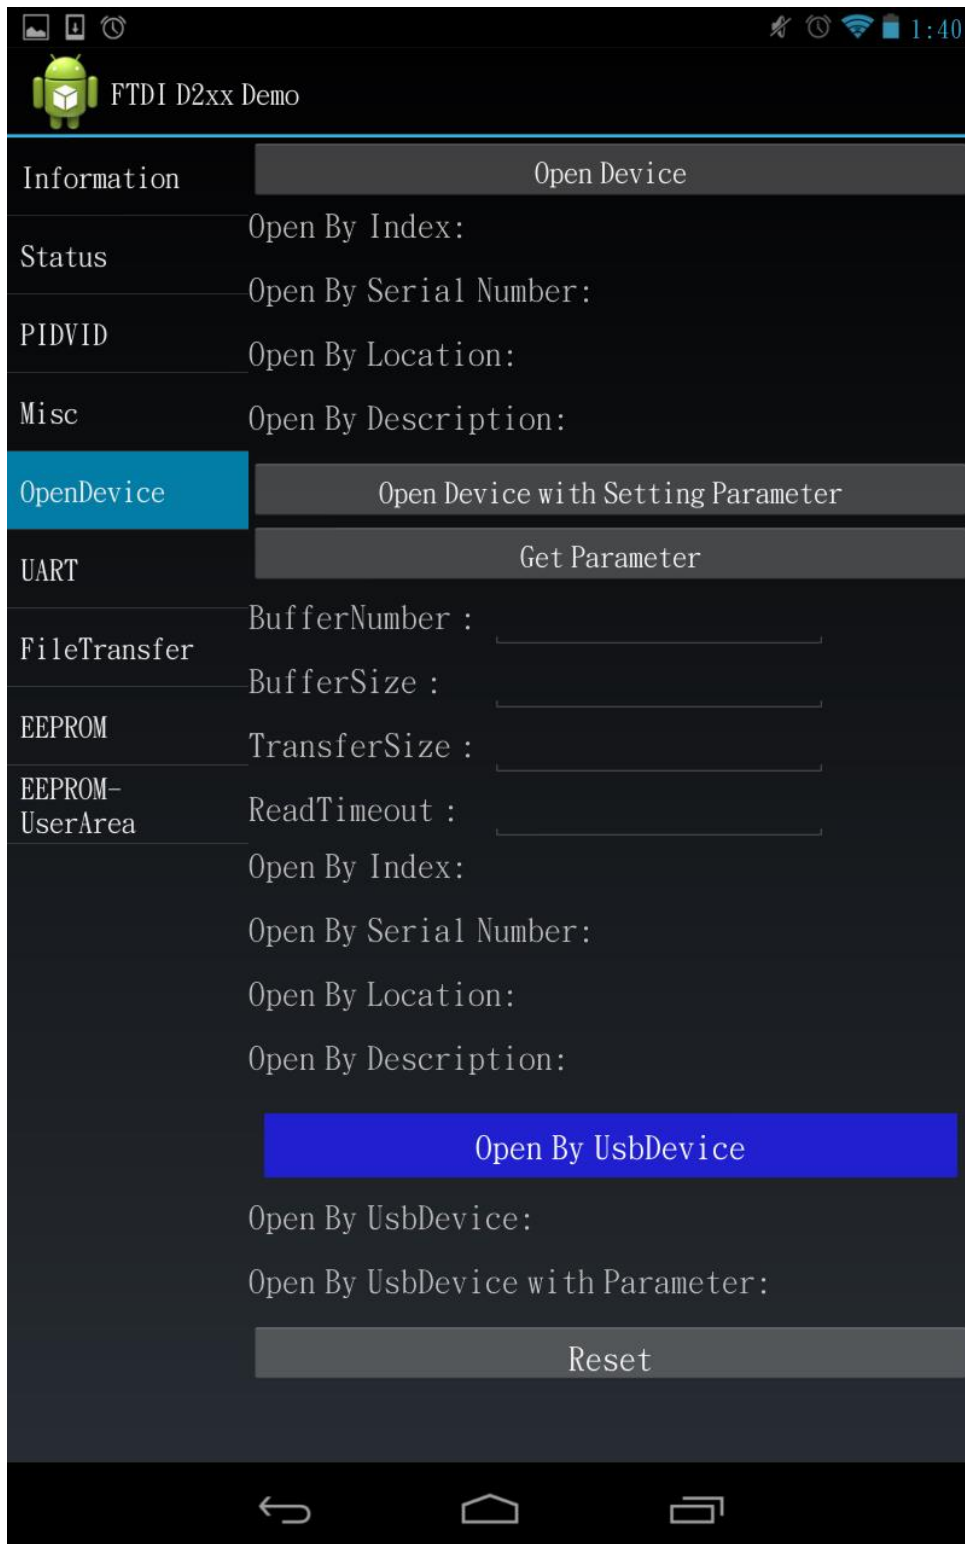 1:40
FTDI D2xx Demo
Information
Status
PIDVID
Misc
OpenDevice
UART
FileTransfer
EEPROM
EEPROM-
UserArea
Open Device
Open By Index:
Open By Serial Number:
Open By Location:
Open By Description:
Open Device with Setting Parameter
Get Parameter
BufferNumber :
BufferSize :
TransferSize :
ReadTimeout :
Open By Index:
Open By Serial Number:
Open By Location:
Open By Description:
Open By UsbDevice
Open By UsbDevice:
Open By UsbDevice with Parameter:
Reset